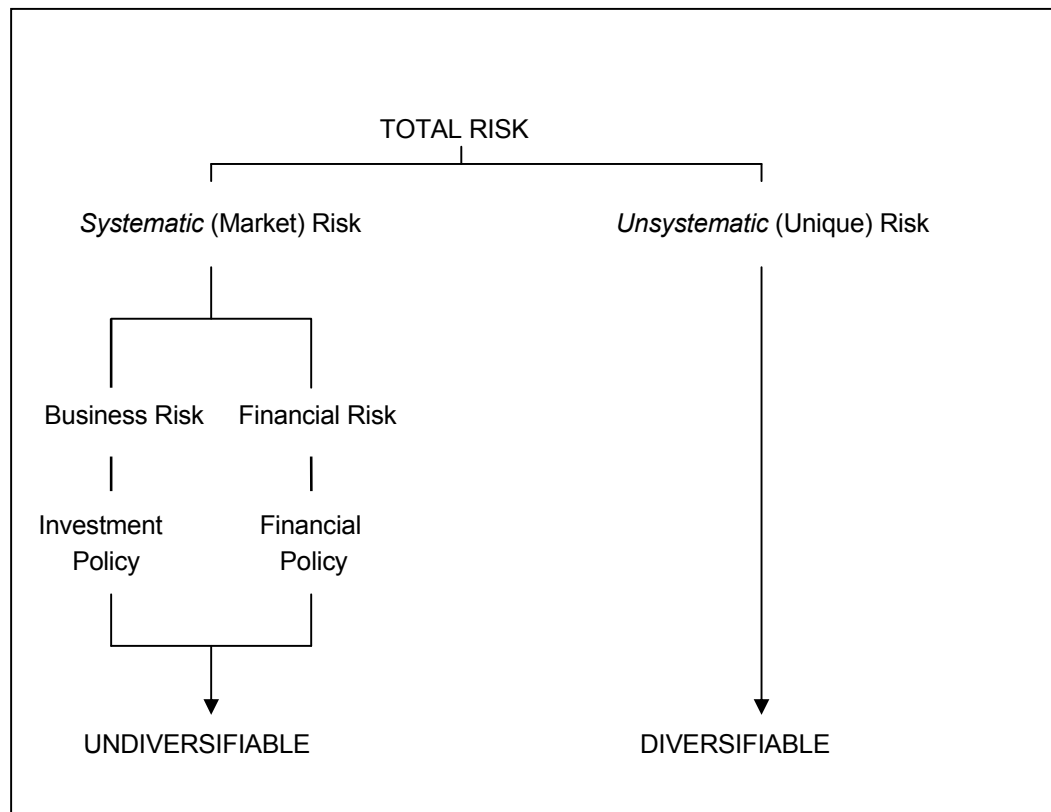 TOTAL RISK
Systematic (Market) Risk
Unsystematic (Unique) Risk
Business Risk
Financial Risk
Investment
Policy
Financial
Policy
UNDIVERSIFIABLE
DIVERSIFIABLE